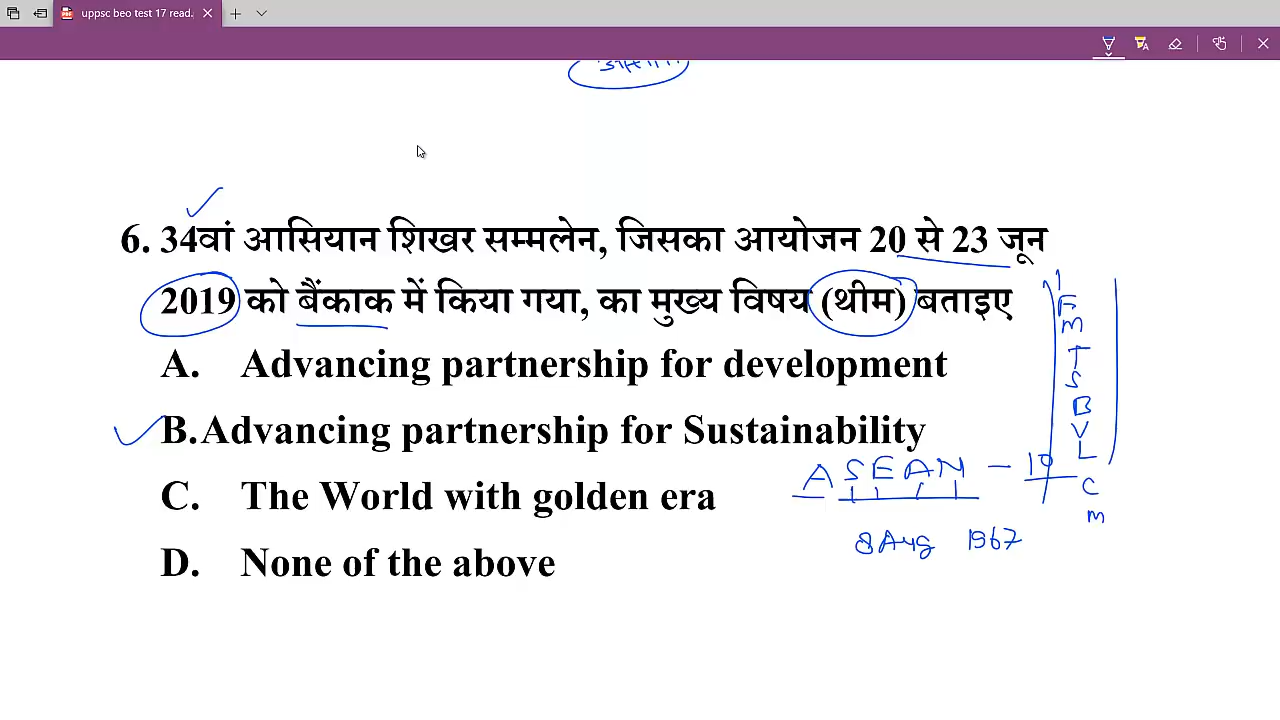 uppsc beo test 17 read.
6. 34वां आसियान शिखर सम्मलेन, जिसका आयोजन 20 से 23 जून
2019 को बैंकाक में किया गया, का मुख्य विषय (थीम) बताइए
A. Advancing partnership for development
B. Advancing partnership for Sustainability
C. The World with golden era
D. None of the above
ASEAN - 10
8 Aug 1967
I
P
M
T
S
B
V
L
C
M